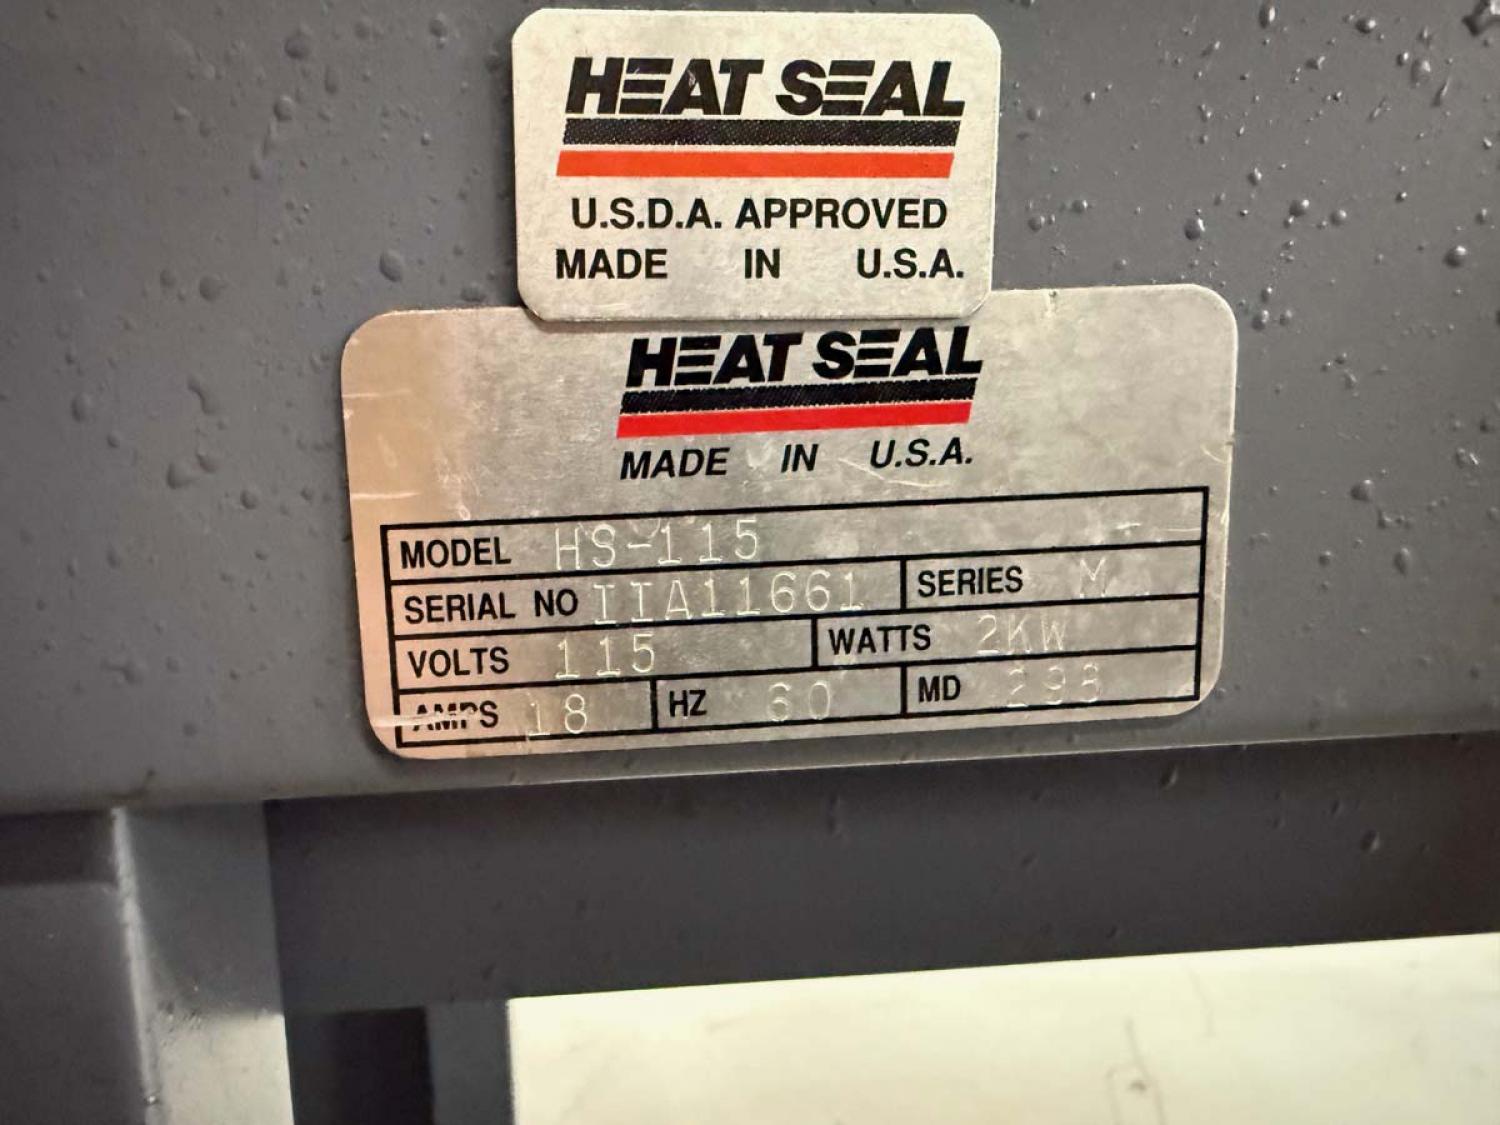 HEAT SEAL
U.S.D.A. APPROVED
MADE IN U.S.A.
HEAT SEAL
MADE IN U.S.A.
MODEL HS-115
SERIAL NO IIA11661 SERIES M
VOLTS 115 WATTS 2KW
AMPS 18 HZ 60 MD